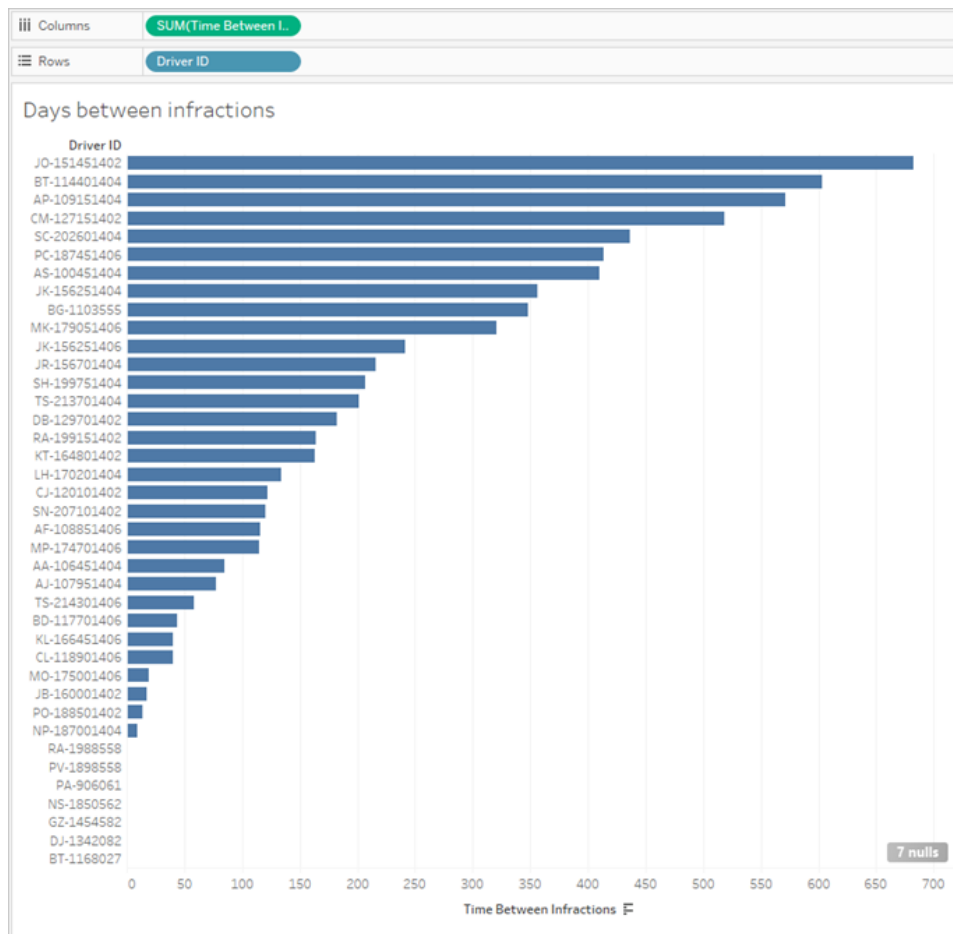 Columns SUM(Time Between I..
Rows Driver ID
Days between infractions
Driver ID
JO-151451402
BT-114401404
AP-109151404
CM-127151402
SC-202601404
PC-187451406
AS-100451404
JK-156251404
BG-1103555
MK-179051406
JK-156251406
JR-156701404
SH-199751404
TS-213701404
DB-129701402
RA-199151402
KT-164801402
LH-170201404
CJ-120101402
SN-207101402
AF-108851406
MP-174701406
AA-106451404
AJ-107951404
TS-214301406
BD-117701406
KL-166451406
CL-118901406
MO-175001406
JB-160001402
PO-188501402
NP-187001404
RA-1988558
PV-1898558
PA-906061
NS-1850562
GZ-1454582
DJ-1342082
BT-1168027
7 nulls
0 50 100 150 200 250 300 350 400 450 500 550 600 650 700
Time Between Infractions